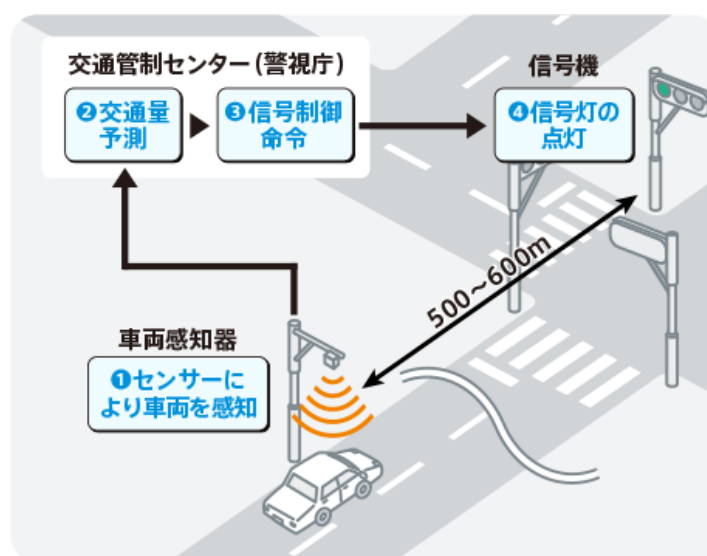 交通管制センター(警視庁)
❷交通量
予測
❸信号制御
命令
信号機
❹信号灯の
点灯
500〜600m
車両感知器
❶センサーに
より車両を感知